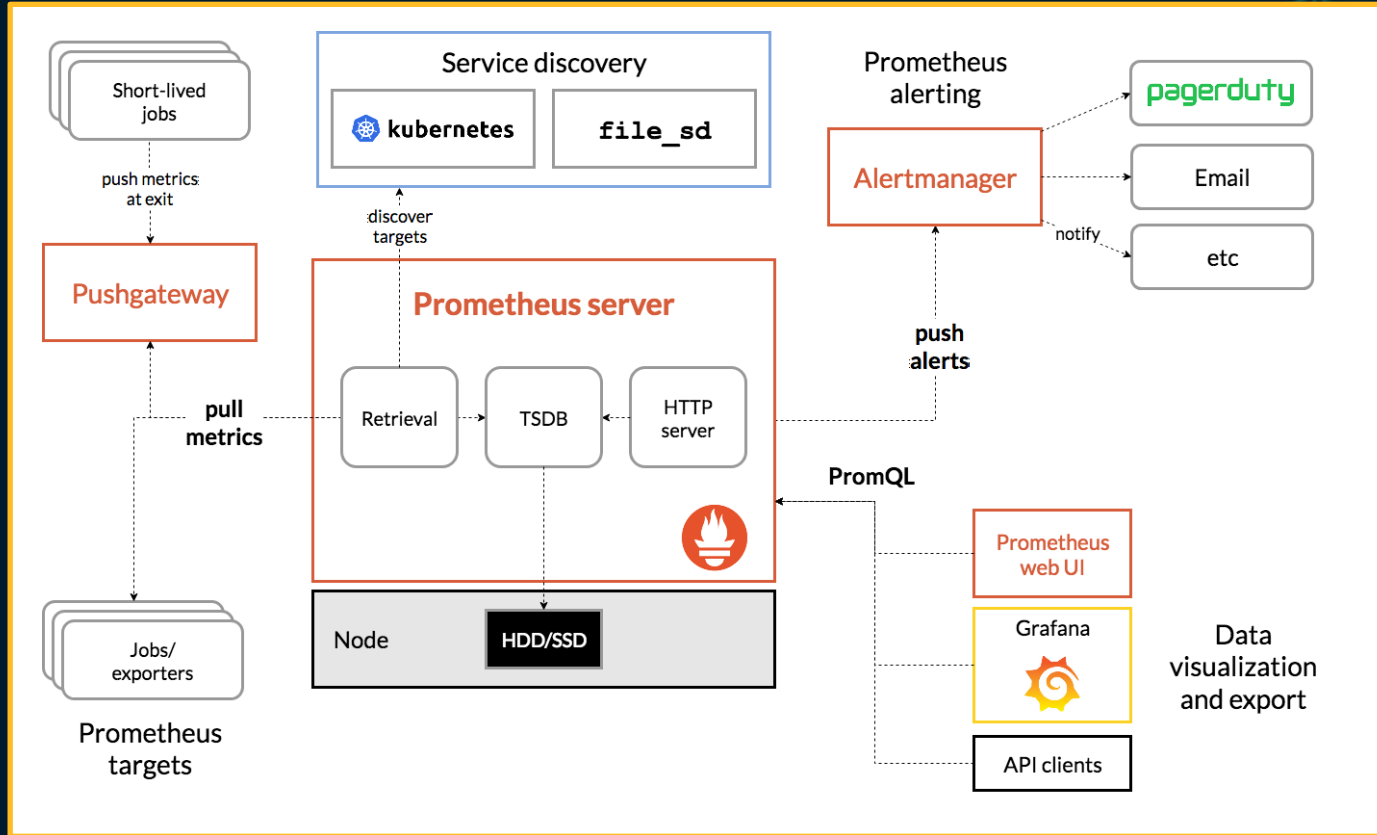 Short-lived
jobs
push metrics
at exit
Pushgateway
pull
metrics
Jobs/
exporters
Prometheus
targets
Service discovery
kubernetes
file_sd
discover
targets
Prometheus server
Retrieval
TSDB
HTTP
server
Node
HDD/SSD
Prometheus
alerting
Alertmanager
pagerduty
Email
notify
etc
push
alerts
PromQL
Prometheus
web UI
Grafana
API clients
Data
visualization
and export